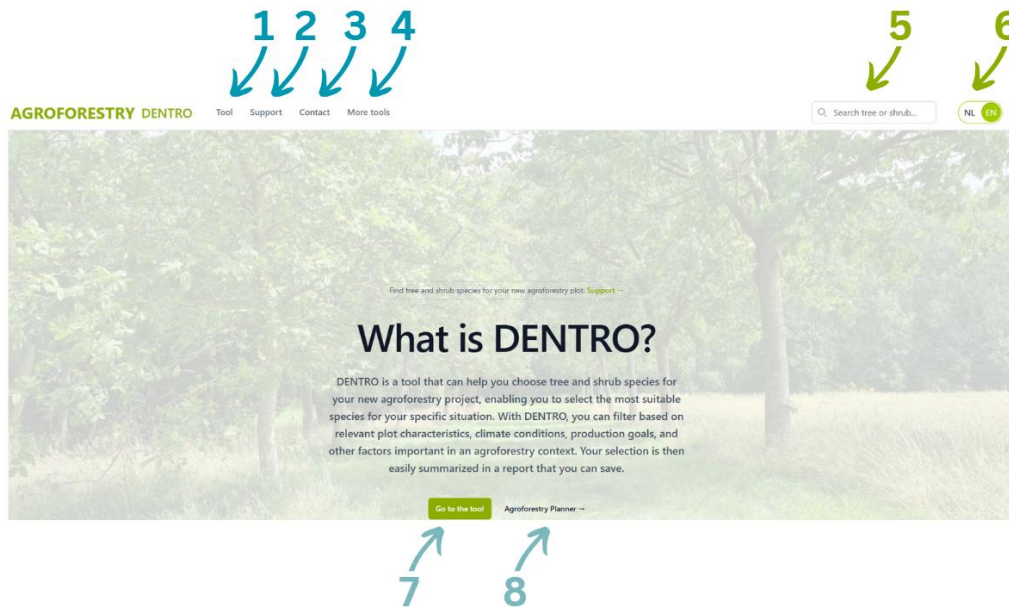 1 2 3 4 5 6
AGROFORESTRY DENTRO Tool Support Contact More tools Search tree or shrub... NL EN
Find tree and shrub species for your new agroforestry plot. Support →
What is DENTRO?
DENTRO is a tool that can help you choose tree and shrub species for
your new agroforestry project, enabling you to select the most suitable
species for your specific situation. With DENTRO, you can filter based on
relevant plot characteristics, climate conditions, production goals, and
other factors important in an agroforestry context. Your selection is then
easily summarized in a report that you can save.
Go to the tool Agroforestry Planner →
7 8